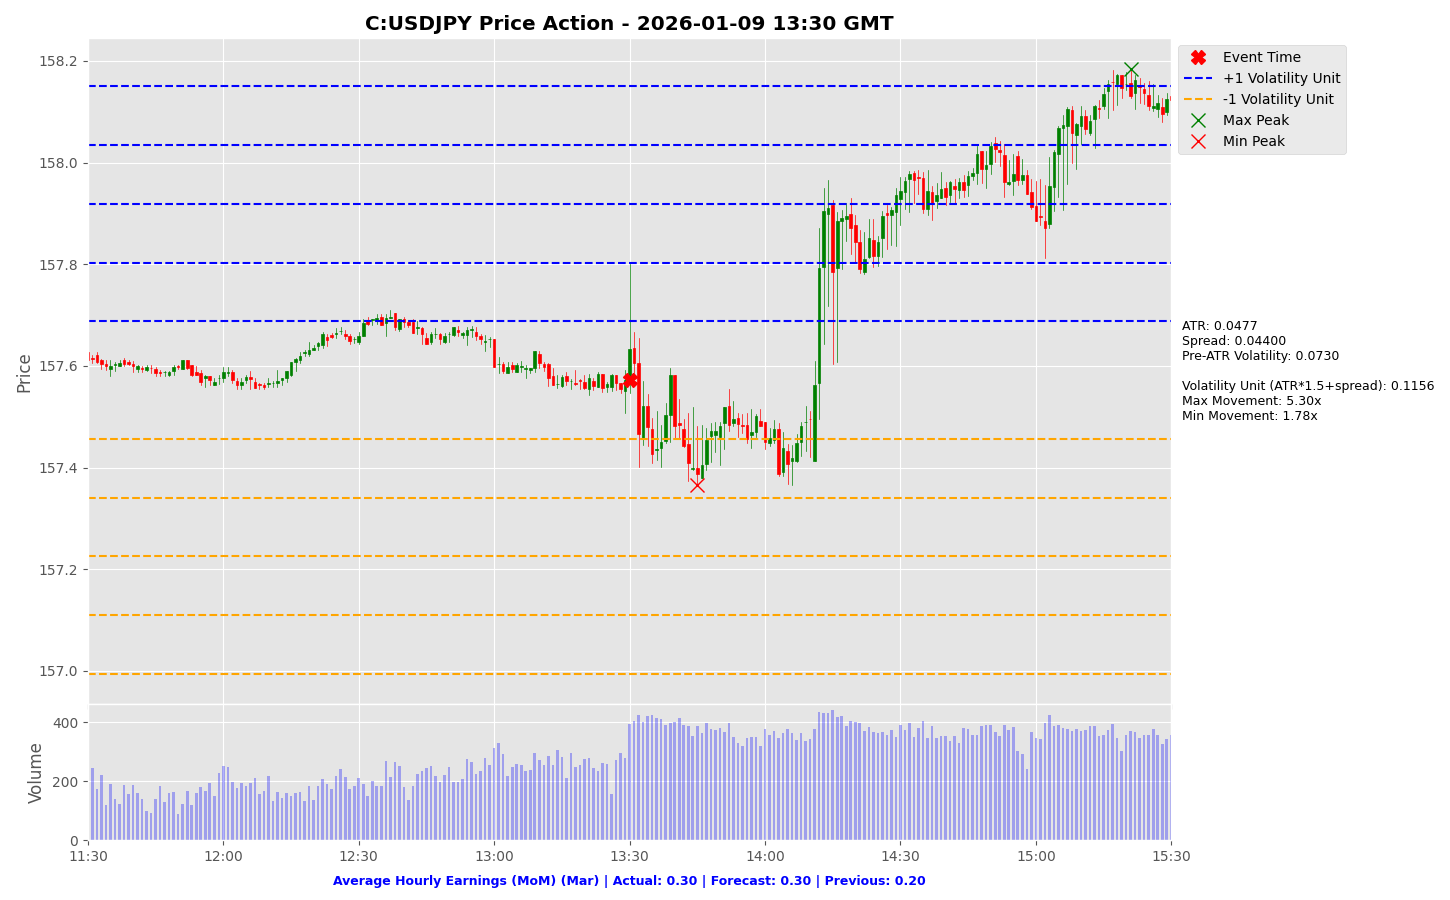 C:USDJPY Price Action - 2026-01-09 13:30 GMT
Event Time
+1 Volatility Unit
-1 Volatility Unit
Max Peak
Min Peak
158.2
158.0
157.8
157.6
157.4
157.2
157.0
Price
ATR: 0.0477
Spread: 0.04400
Pre-ATR Volatility: 0.0730
Volatility Unit (ATR*1.5+spread): 0.1156
Max Movement: 5.30x
Min Movement: 1.78x
400
200
0
Volume
11:30 12:00 12:30 13:00 13:30 14:00 14:30 15:00 15:30
Average Hourly Earnings (MoM) (Mar) | Actual: 0.30 | Forecast: 0.30 | Previous: 0.20